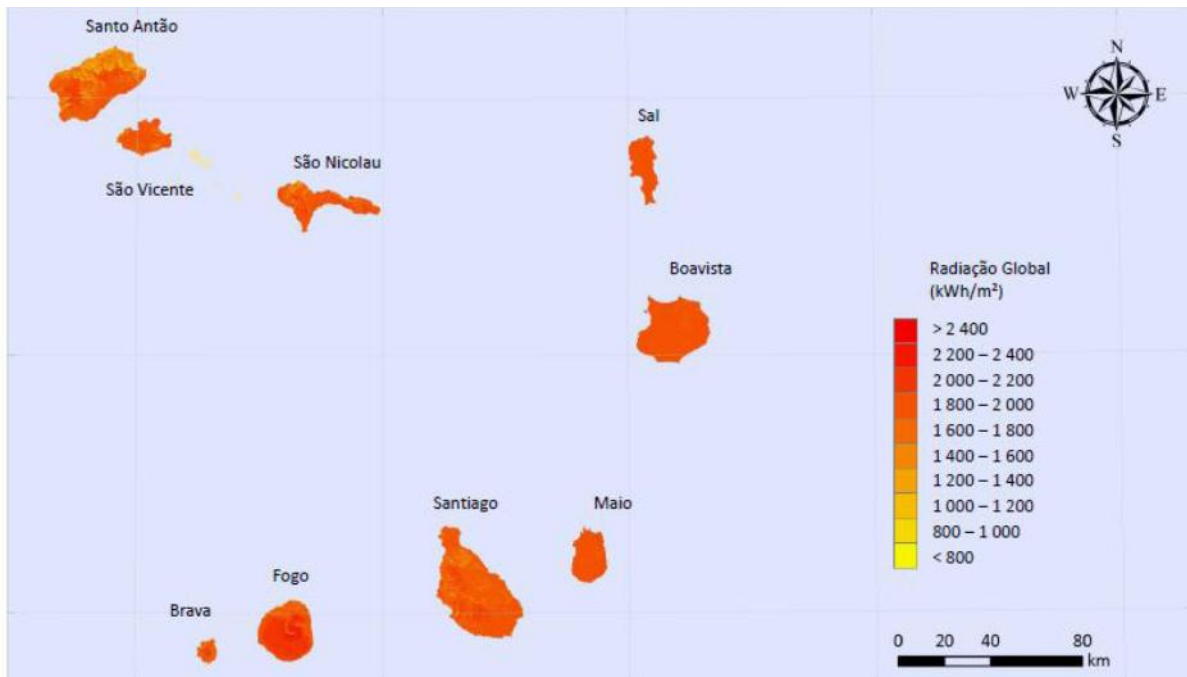 Santo Antão
N
W
E
S
Sal
São Nicolau
São Vicente
Boavista
Radiação Global
(kWh/m²)
> 2 400
2 200 – 2 400
2 000 – 2 200
1 800 – 2 000
1 600 – 1 800
1 400 – 1 600
1 200 – 1 400
1 000 – 1 200
800 – 1 000
< 800
Santiago
Maio
Fogo
Brava
0 20 40 80
km